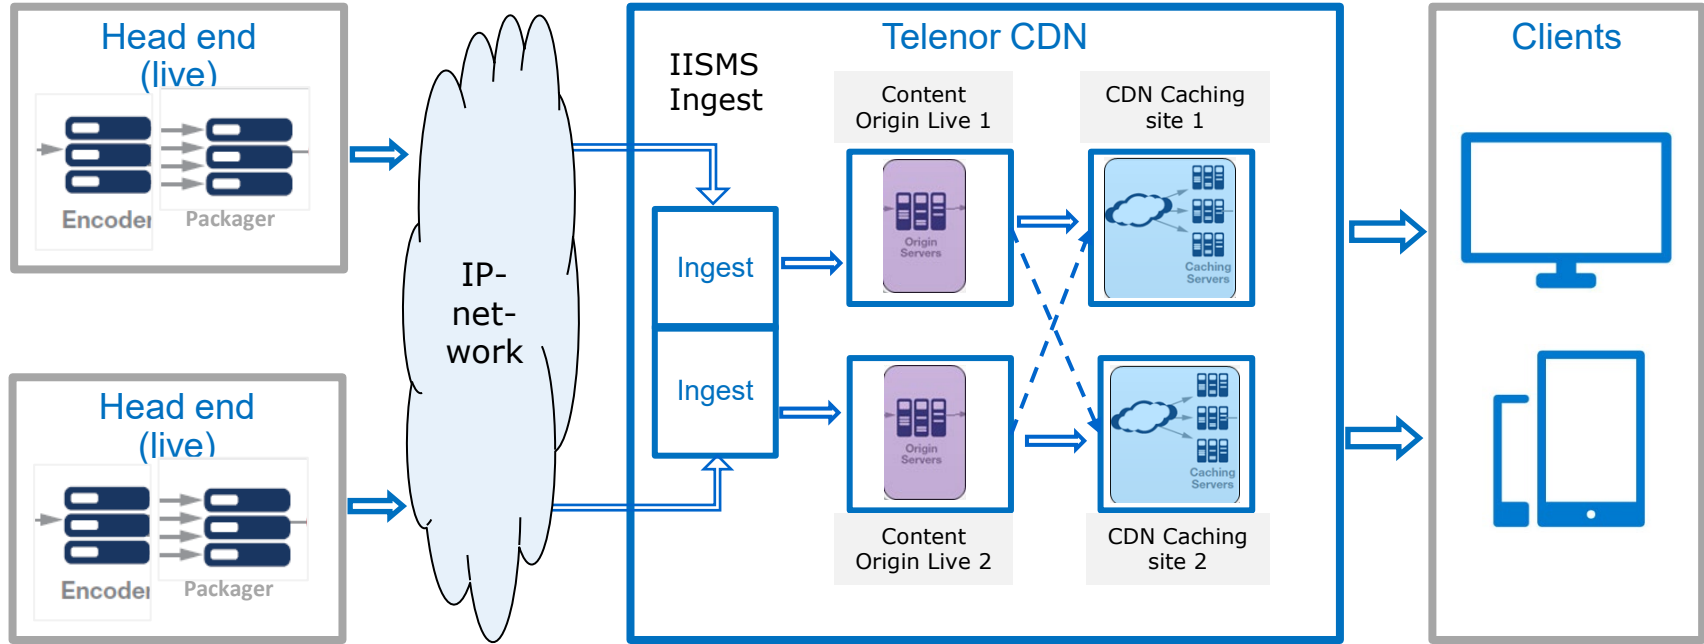 Head end
(live)
Encoder
Packager
Head end
(live)
Encoder
Packager
IP-
net-
work
Telenor CDN
IISMS
Ingest
Ingest
Ingest
Content
Origin Live 1
Origin
Servers
CDN Caching
site 1
Caching
Servers
Origin
Servers
Content
Origin Live 2
Caching
Servers
CDN Caching
site 2
Clients